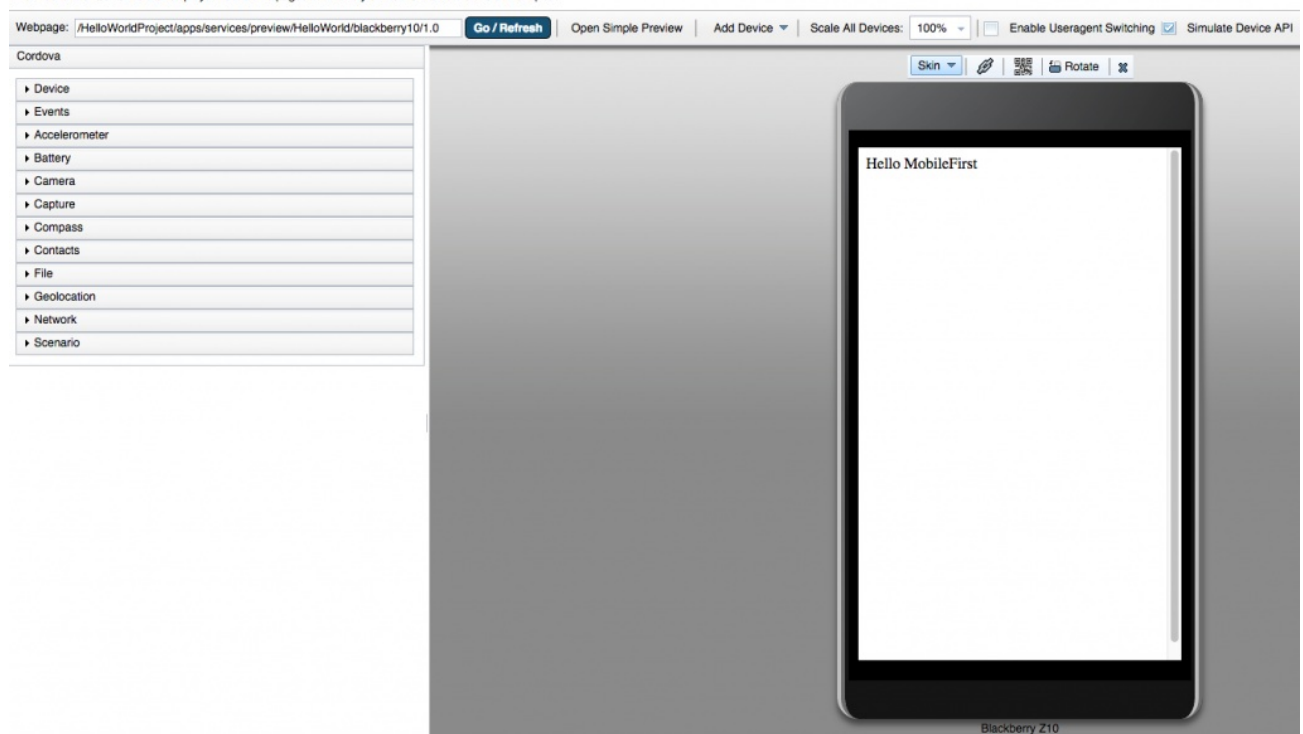 Webpage: /HelloWorldProject/apps/services/preview/HelloWorld/blackberry10/1.0 Go / Refresh Open Simple Preview Add Device Scale All Devices: 100% Enable Useragent Switching Simulate Device API
Cordova
Skin Rotate
Device
Events
Accelerometer
Battery
Camera
Capture
Compass
Contacts
File
Geolocation
Network
Scenario
Hello MobileFirst
Blackberry Z10